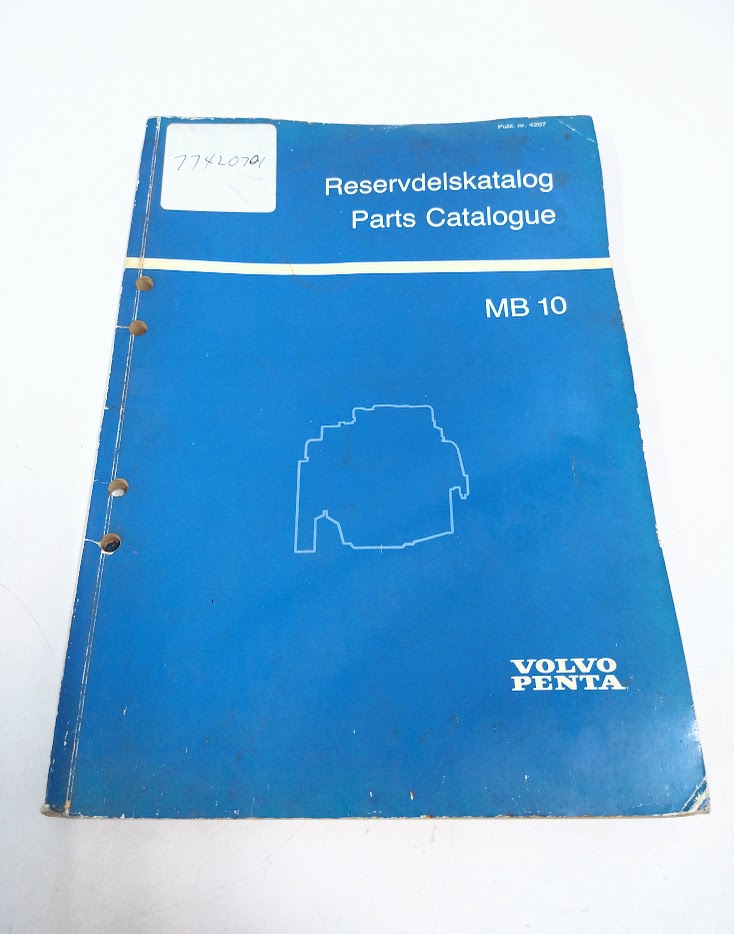 Publ. nr. 4207
7742070
Reservdelskatalog
Parts Catalogue
MB 10
VOLVO
PENTA